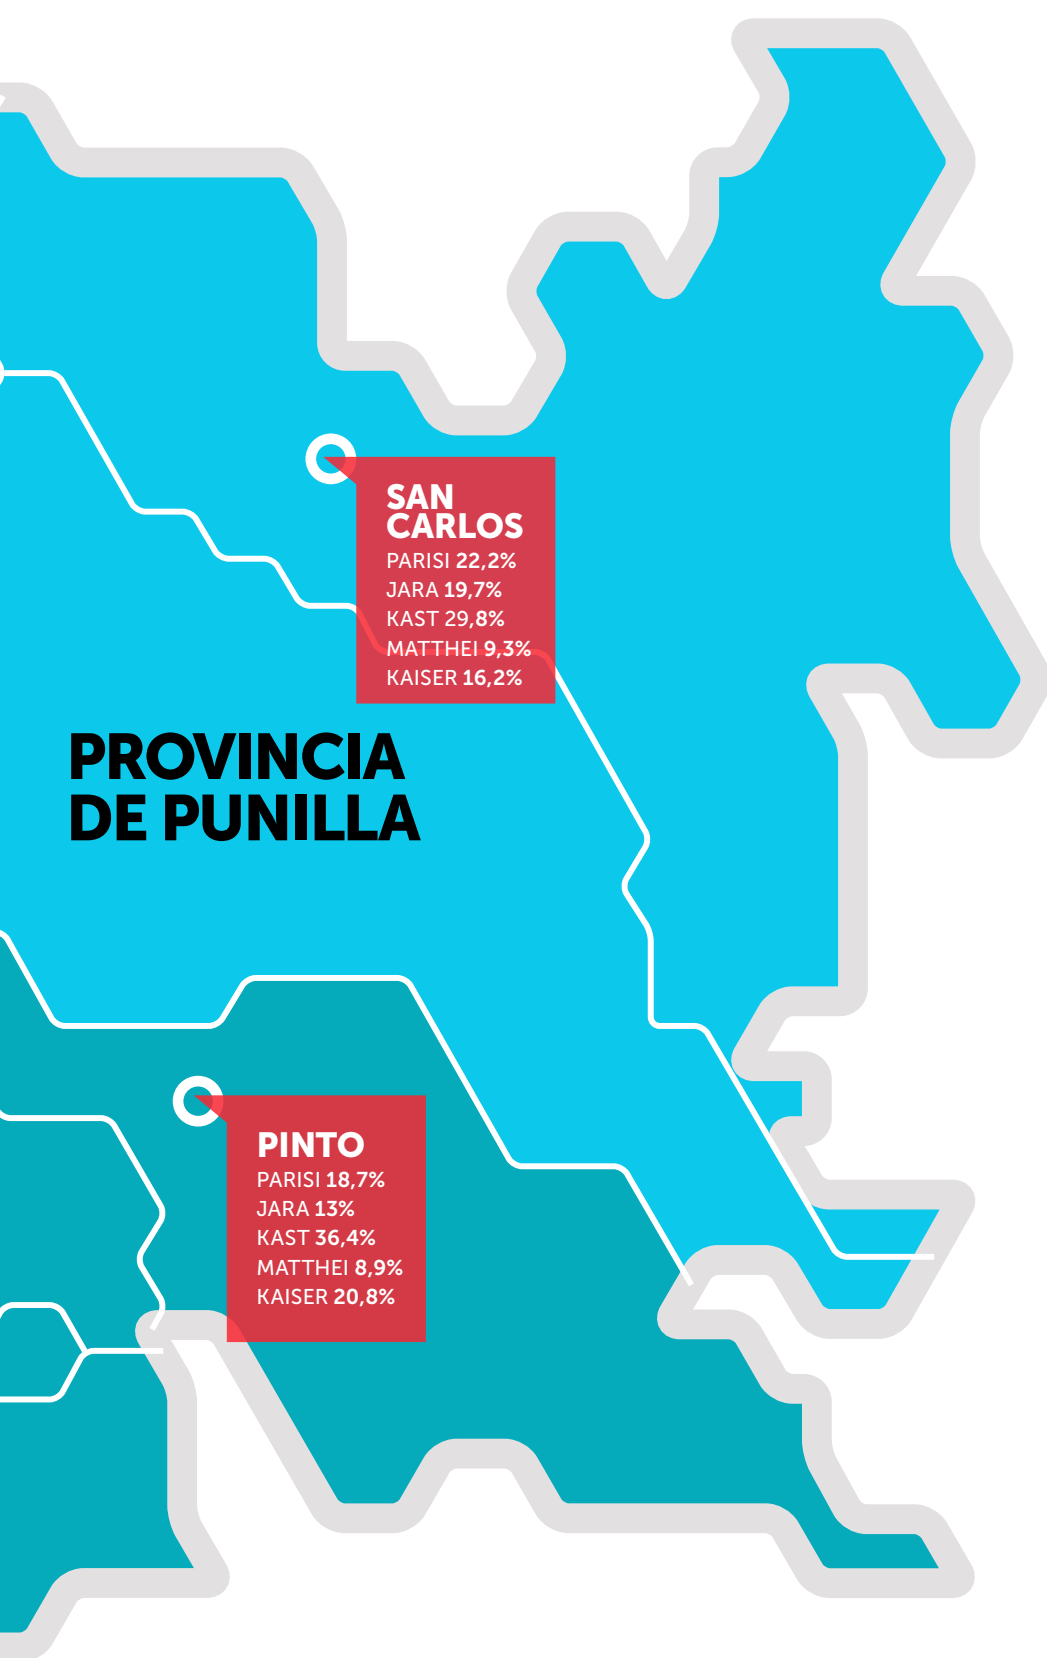 SAN
CARLOS
PARISI 22,2%
JARA 19,7%
KAST 29,8%
MATTHEI 9,3%
KAISER 16,2%
PROVINCIA
DE PUNILLA
PINTO
PARISI 18,7%
JARA 13%
KAST 36,4%
MATTHEI 8,9%
KAISER 20,8%